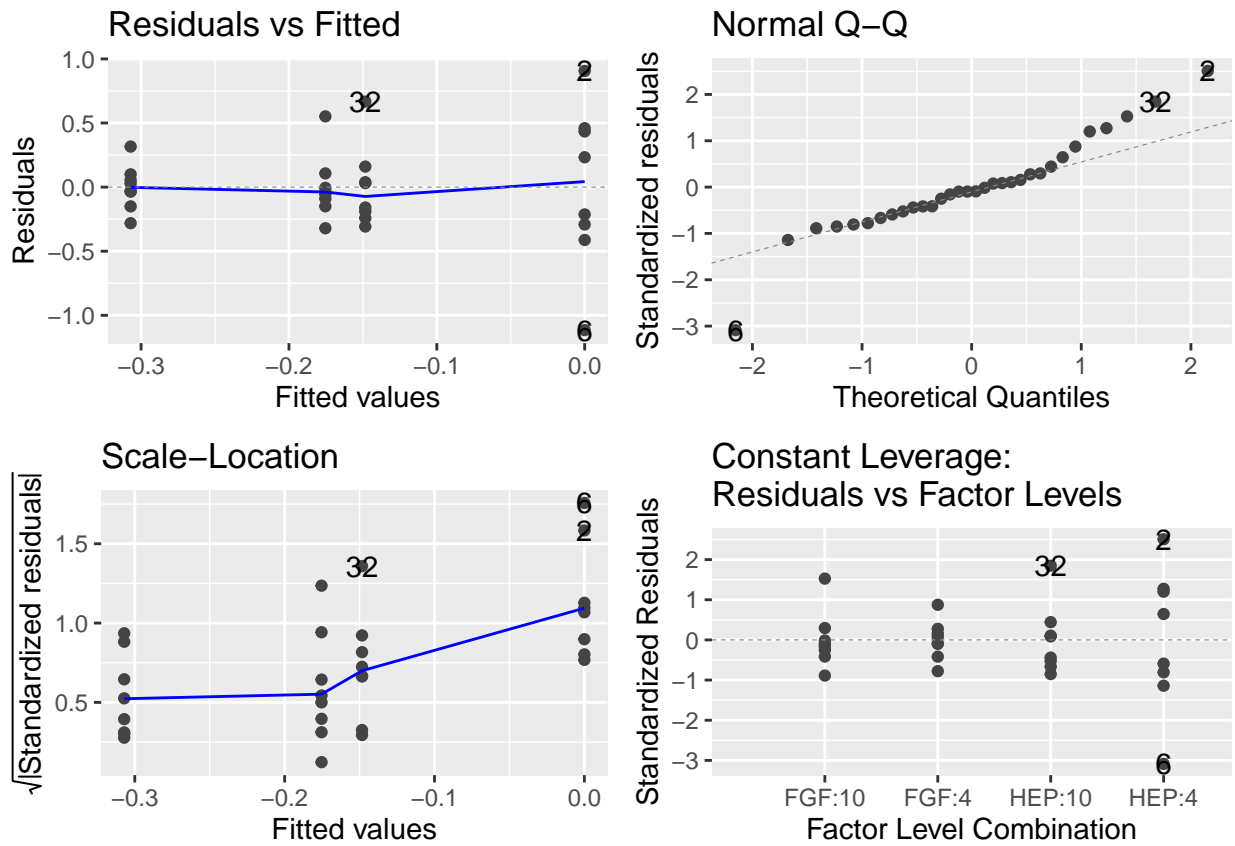 Residuals vs Fitted
Residuals
1.0
0.5
0.0
−0.5
−1.0
2
32
6
−0.3
−0.2
−0.1
0.0
Fitted values
Normal Q−Q
Standardized residuals
2
1
0
−1
−2
−3
2
32
6
−2
−1
0
1
2
Theoretical Quantiles
Scale−Location
√|Standardized residuals|
1.5
1.0
0.5
6
2
32
−0.3
−0.2
−0.1
0.0
Fitted values
Constant Leverage:
Residuals vs Factor Levels
Standardized Residuals
2
1
0
−1
−2
−3
2
32
6
FGF:10
FGF:4
HEP:10
HEP:4
Factor Level Combination